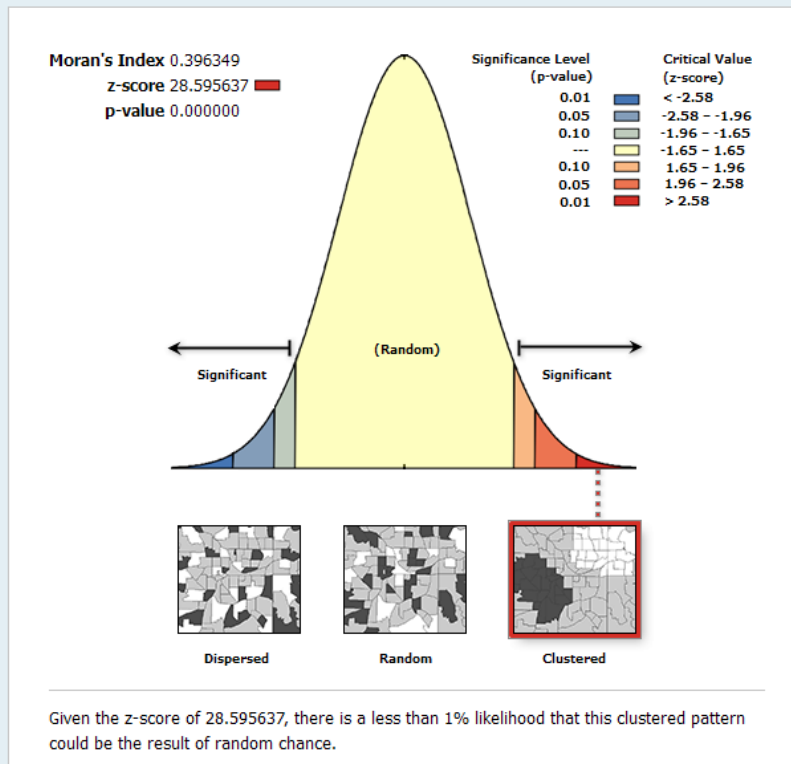 Moran's Index 0.396349
z-score 28.595637
p-value 0.000000
Significance Level
(p-value)
Critical Value
(z-score)
0.01 < -2.58
0.05 -2.58 – -1.96
0.10 -1.96 – -1.65
--- -1.65 – 1.65
0.10 1.65 – 1.96
0.05 1.96 – 2.58
0.01 > 2.58
(Random)
Significant
Significant
Dispersed
Random
Clustered
Given the z-score of 28.595637, there is a less than 1% likelihood that this clustered pattern
could be the result of random chance.